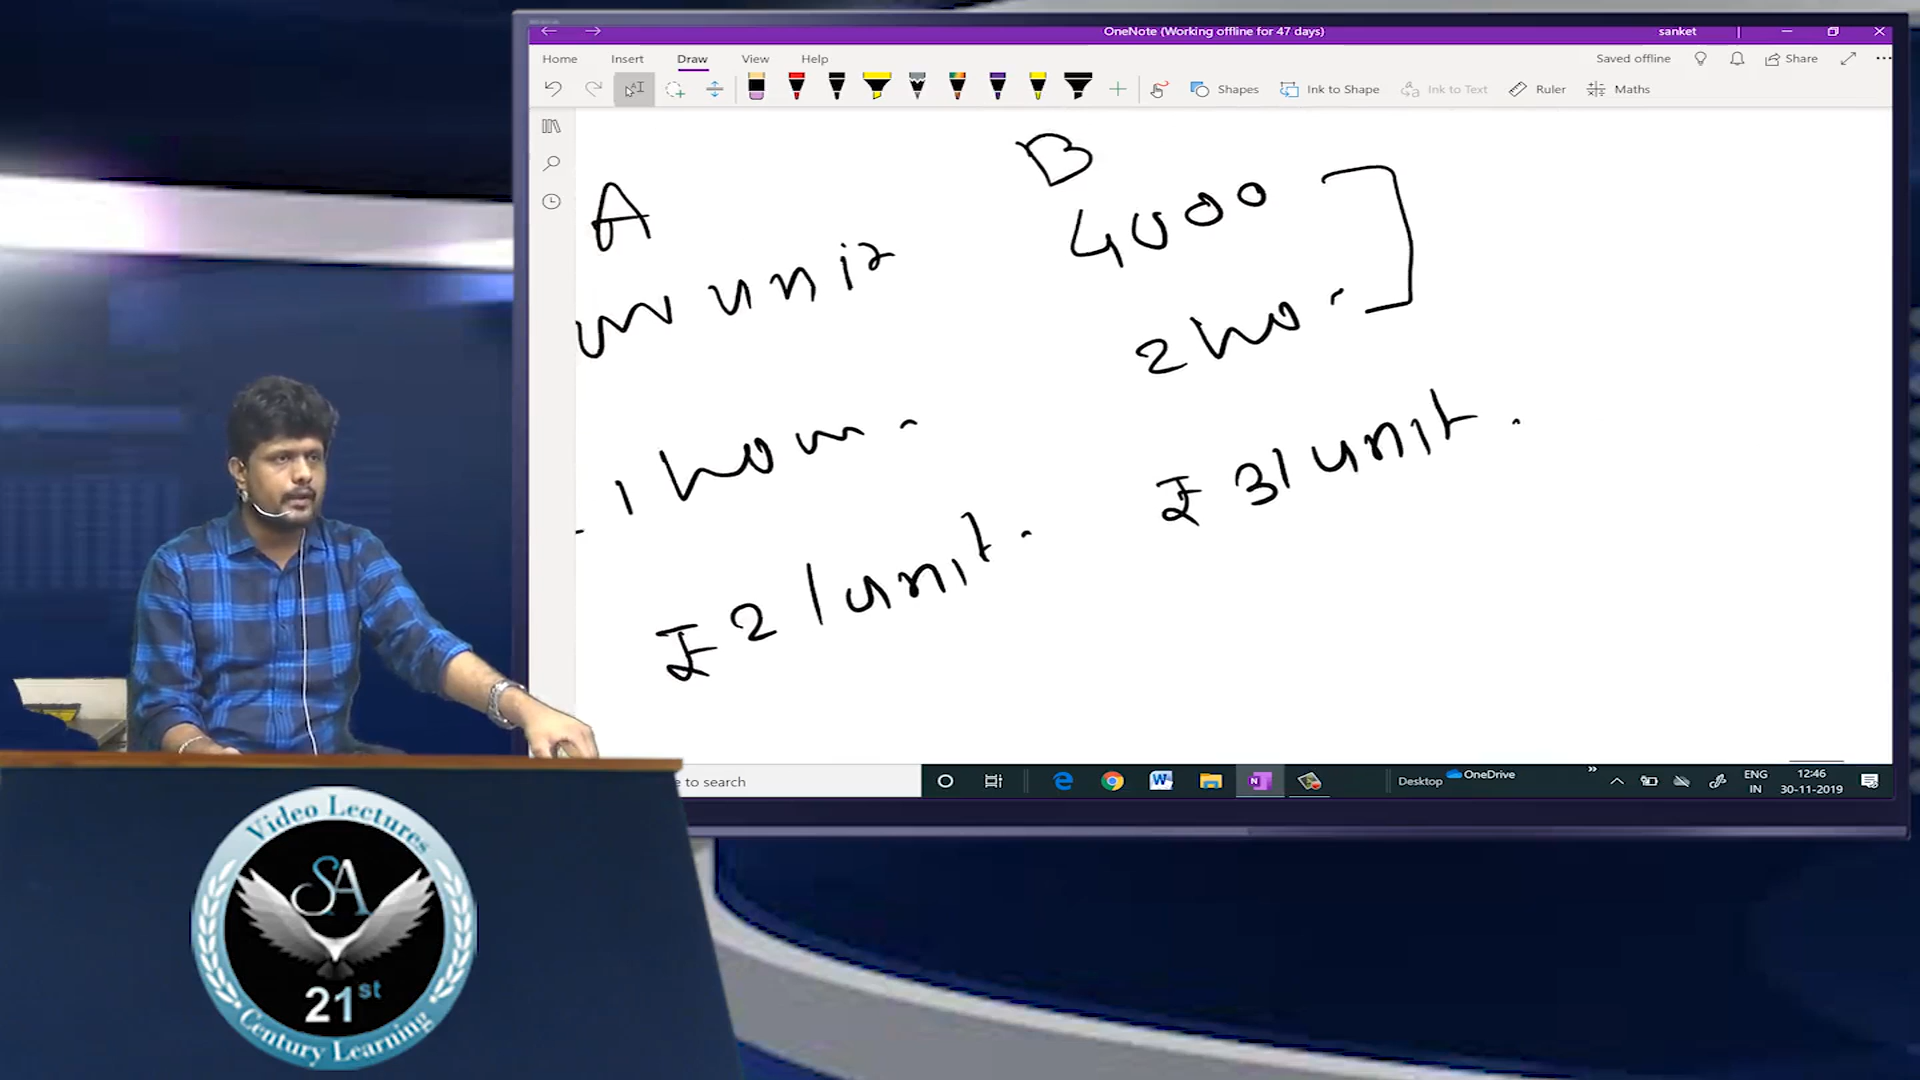 OneNote (Working offline for 47 days)
sanket
Home Insert Draw View Help
Saved offline Share
Shapes Ink to Shape Ink to Text Ruler Maths
A
B
unit
4000
2 ho.
1 hour.
₹ 3/unit.
₹ 2/unit.
e to search
Desktop OneDrive
ENG
IN
12:46
30-11-2019
Video Lectures
SA
21st
Century Learning